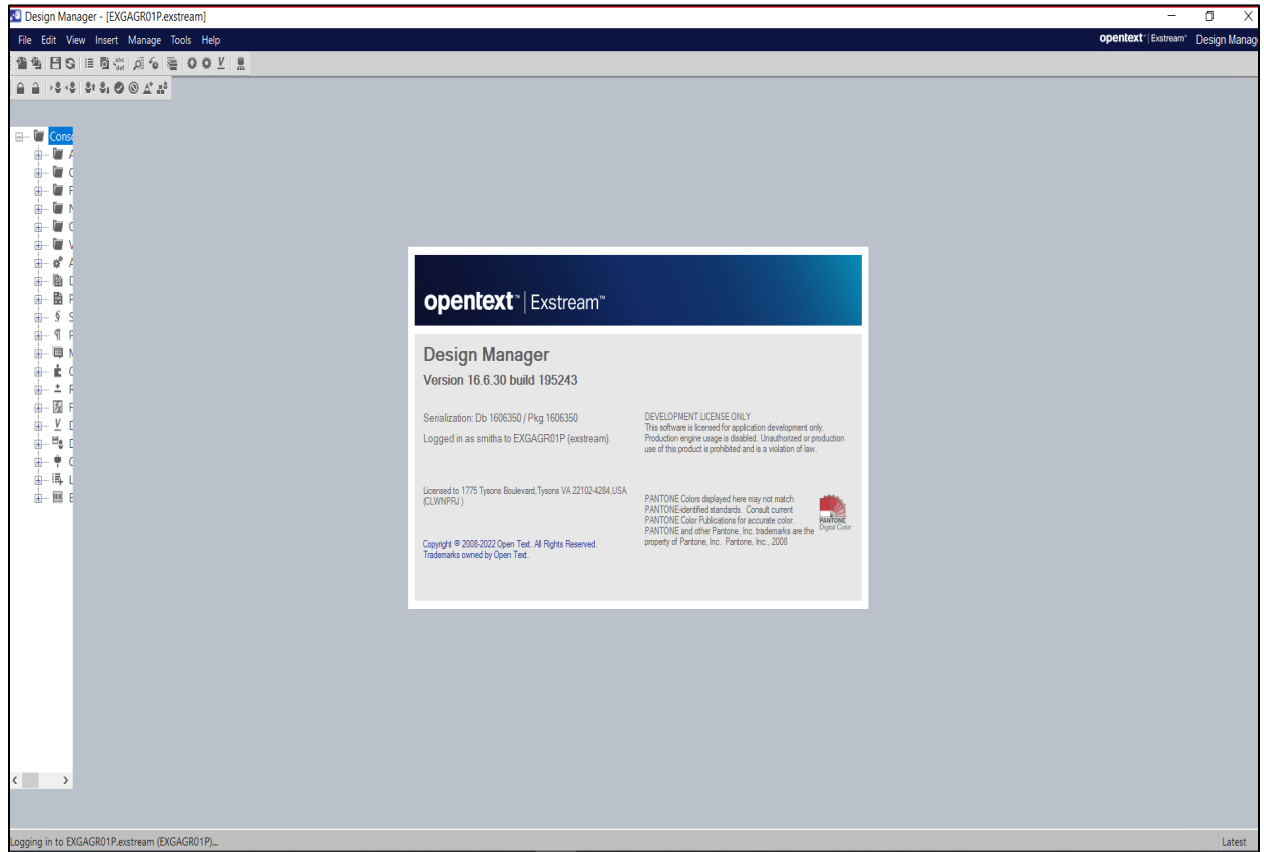 Design Manager - [EXGAGR01P.exstream]
File Edit View Insert Manage Tools Help
opentext™ | Exstream™ Design Manag
Conso
A
C
F
N
C
V
A
D
P
S
P
M
C
R
F
D
D
C
L
E
opentext™ | Exstream™
Design Manager
Version 16.6.30 build 195243
Serialization: Db 1606350 / Pkg 1606350
Logged in as smitha to EXGAGR01P (exstream).
Licensed to 1775 Tysons Boulevard,Tysons VA 22102-4284,USA
(CLWNPRJ )
Copyright © 2008-2022 Open Text. All Rights Reserved.
Trademarks owned by Open Text.
DEVELOPMENT LICENSE ONLY
This software is licensed for application development only.
Production engine usage is disabled. Unauthorized or production
use of this product is prohibited and is a violation of law.
PANTONE Colors displayed here may not match
PANTONE-identified standards. Consult current
PANTONE Color Publications for accurate color.
PANTONE and other Pantone, Inc. trademarks are the
property of Pantone, Inc. Pantone, Inc., 2008
PANTONE
Digital Color
Logging in to EXGAGR01P.exstream (EXGAGR01P)...
Latest